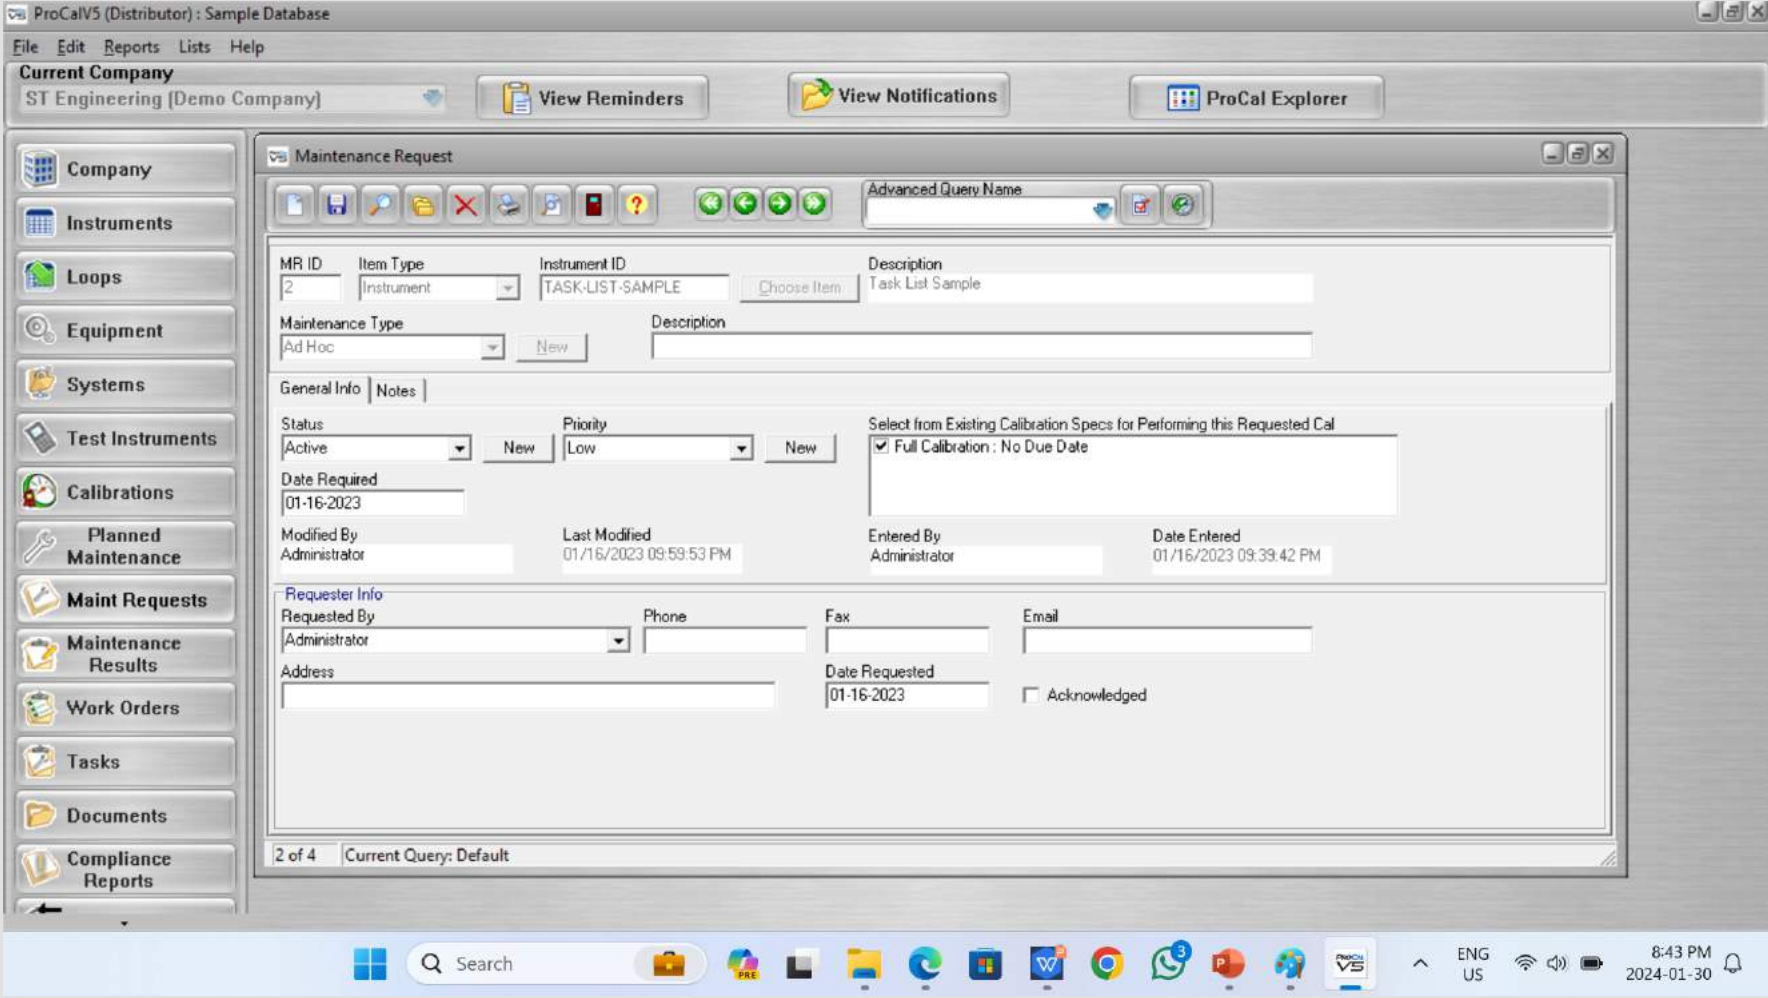 ProCalV5 (Distributor) : Sample Database
File Edit Reports Lists Help
Current Company
ST Engineering (Demo Company)
View Reminders
View Notifications
ProCal Explorer
Company
Instruments
Loops
Equipment
Systems
Test Instruments
Calibrations
Planned
Maintenance
Maint Requests
Maintenance
Results
Work Orders
Tasks
Documents
Compliance
Reports
Maintenance Request
Advanced Query Name
MR ID Item Type Instrument ID Description
2 Instrument TASK-LIST-SAMPLE Choose Item Task List Sample
Maintenance Type Description
Ad Hoc New
General Info Notes
Status Priority Select from Existing Calibration Specs for Performing this Requested Cal
Active New Low New Full Calibration : No Due Date
Date Required
01-16-2023
Modified By Last Modified Entered By Date Entered
Administrator 01/16/2023 09:59:53 PM Administrator 01/16/2023 09:39:42 PM
Requester Info
Requested By Phone Fax Email
Administrator
Address Date Requested
01-16-2023 Acknowledged
2 of 4 Current Query: Default
Search
PRE
3
ENG
US
8:43 PM
2024-01-30